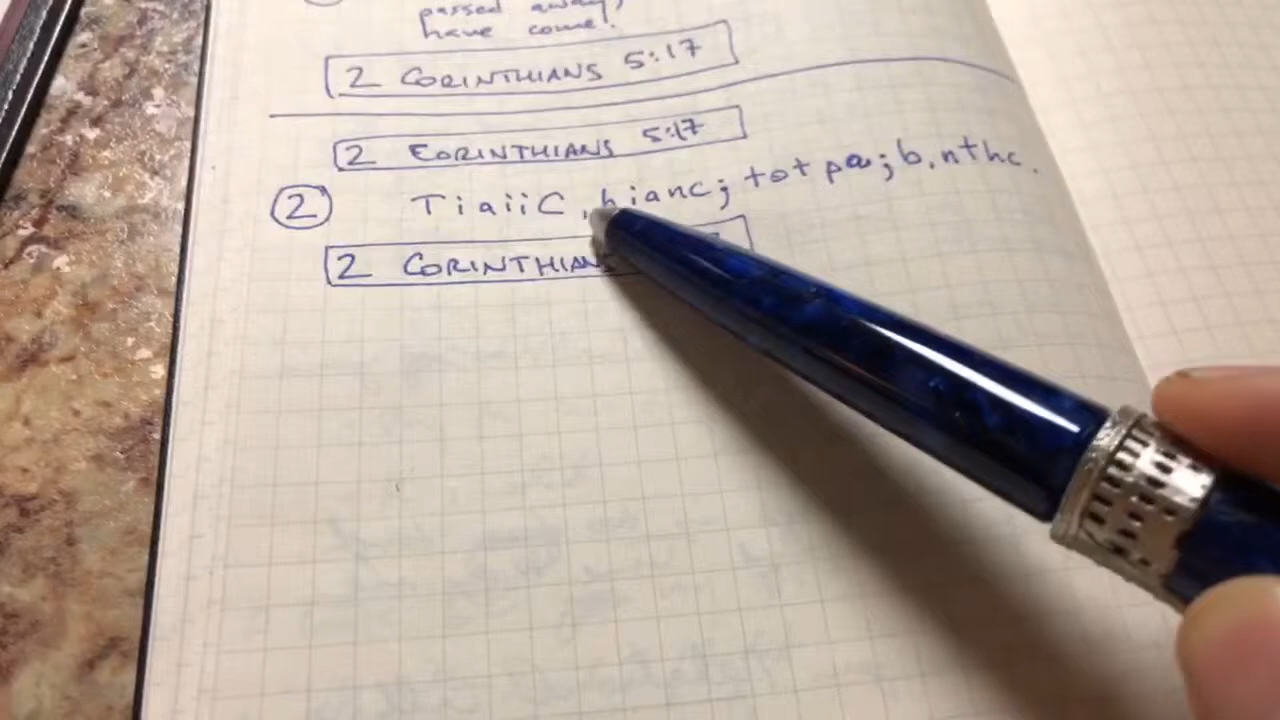 passed away,
have come!
2 CORINTHIANS 5:17
2 CORINTHIANS 5:17
2 TiaiiC, hianc; tot pa; b, nthc.
2 CORINTHIANS